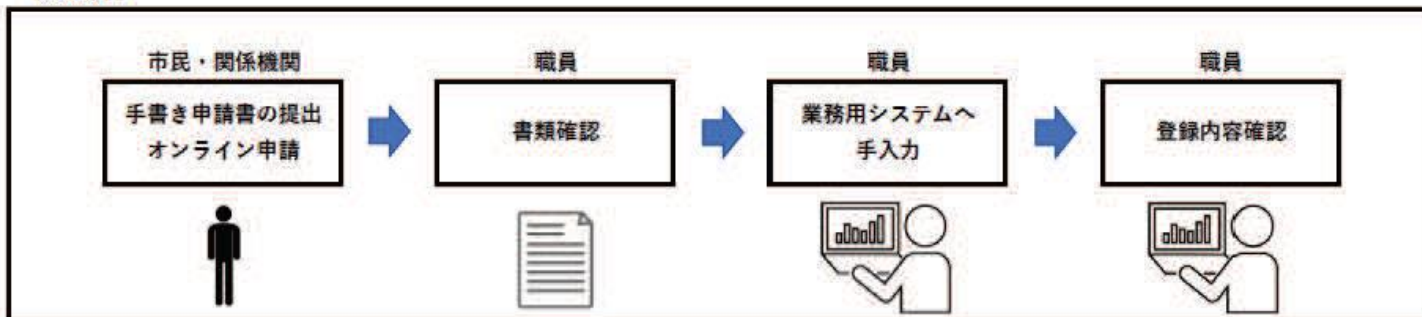 市民・関係機関
手書き申請書の提出
オンライン申請
職員
書類確認
職員
業務用システムへ
手入力
職員
登録内容確認